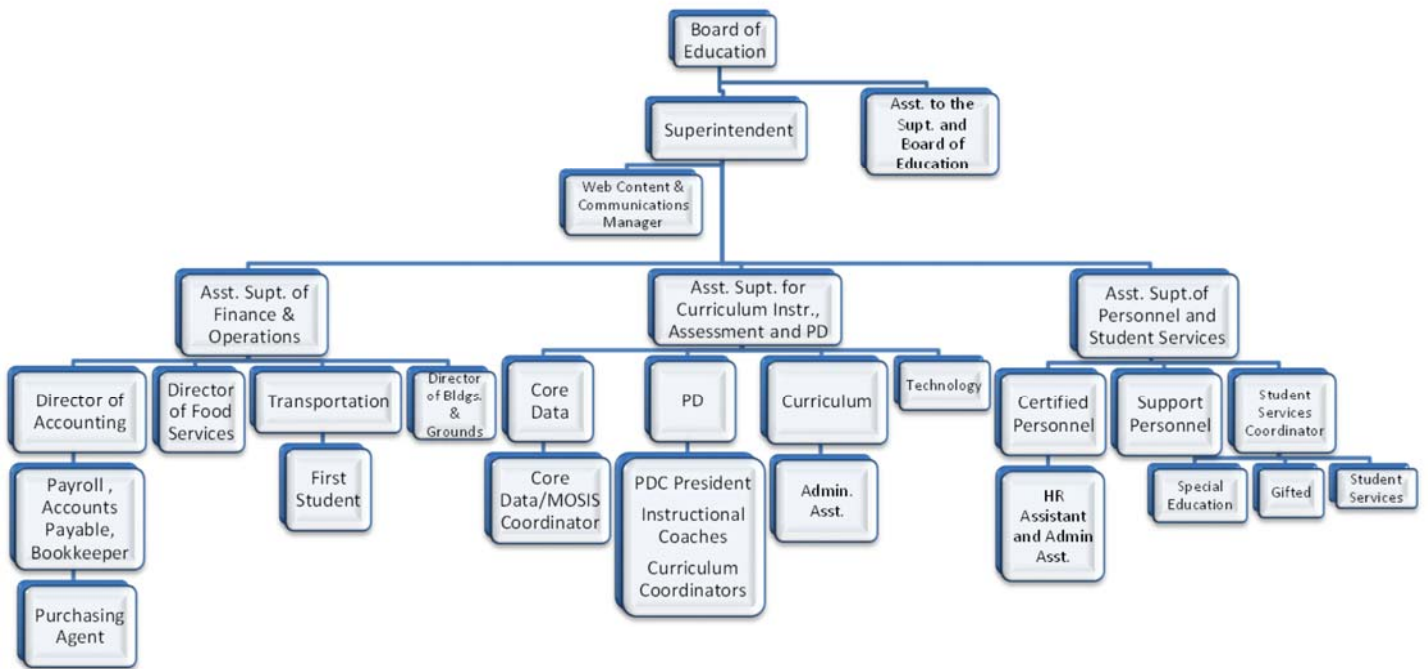 Board of
Education
Superintendent
Asst. to the
Supt. and
Board of
Education
Web Content &
Communications
Manager
Asst. Supt. of
Finance &
Operations
Asst. Supt. for
Curriculum Instr.,
Assessment and PD
Asst. Supt.of
Personnel and
Student Services
Director of
Accounting
Director
of Food
Services
Transportation
Director
of Bldgs.
&
Grounds
Core
Data
PD
Curriculum
Technology
Certified
Personnel
Support
Personnel
Student
Services
Coordinator
Payroll ,
Accounts
Payable,
Bookkeeper
First
Student
Core
Data/MOSIS
Coordinator
PDC President
Instructional
Coaches
Curriculum
Coordinators
Admin.
Asst.
HR
Assistant
and Admin
Asst.
Special
Education
Gifted
Student
Services
Purchasing
Agent